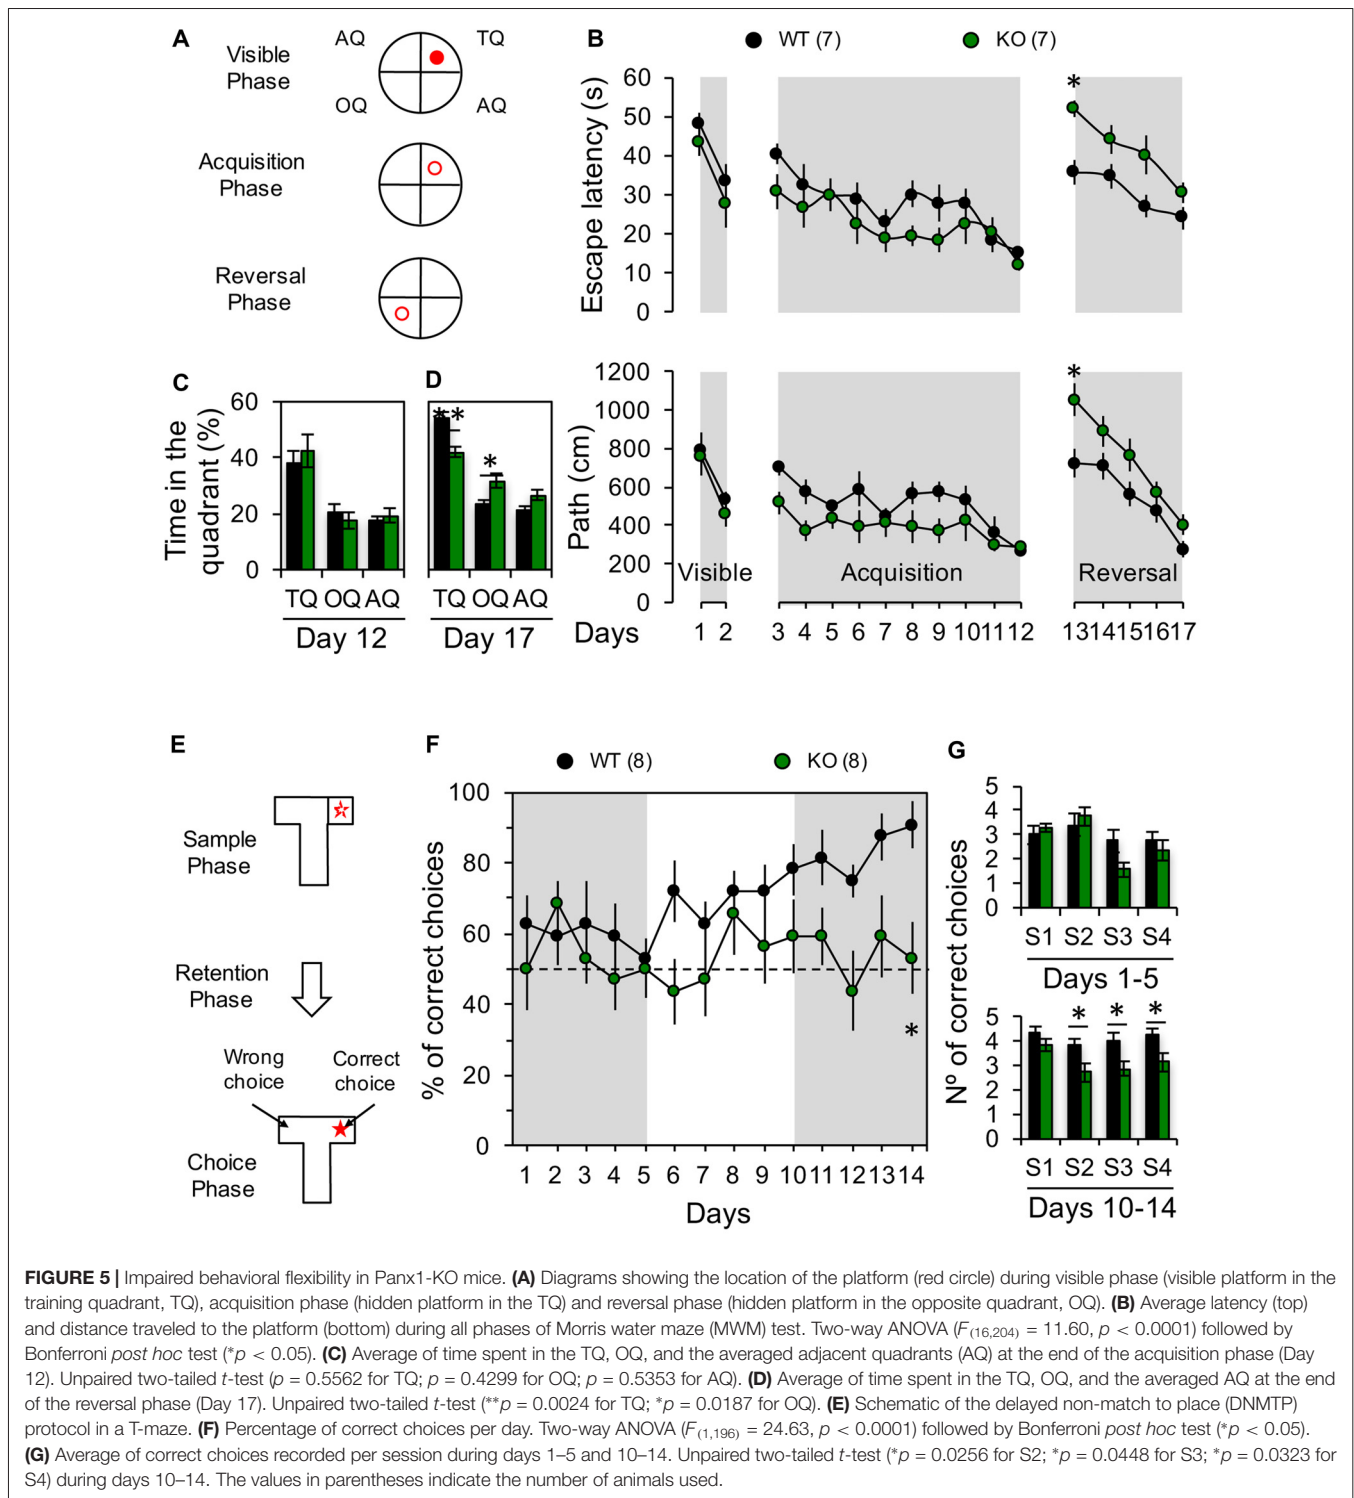 A
Visible
Phase
AQ
TQ
OQ
AQ
Acquisition
Phase
Reversal
Phase
B
WT (7)
KO (7)
Escape latency (s)
60
50
40
30
20
10
0
*
Path (cm)
1200
1000
800
600
400
200
0
*
Visible
Acquisition
Reversal
Days
1 2 3 4 5 6 7 8 9 10 11 12 13 14 15 16 17
C
Time in the
quadrant (%)
60
40
20
0
TQ OQ AQ
Day 12
D
**
*
TQ OQ AQ
Day 17
E
Sample
Phase
Retention
Phase
Wrong
choice
Correct
choice
Choice
Phase
F
WT (8)
KO (8)
% of correct choices
100
80
60
40
20
0
*
1 2 3 4 5 6 7 8 9 10 11 12 13 14
Days
G
Nº of correct choices
5
4
3
2
1
0
S1 S2 S3 S4
Days 1-5
5
4
3
2
1
0
* * *
S1 S2 S3 S4
Days 10-14
FIGURE 5 | Impaired behavioral flexibility in Panx1-KO mice. (A) Diagrams showing the location of the platform (red circle) during visible phase (visible platform in the
training quadrant, TQ), acquisition phase (hidden platform in the TQ) and reversal phase (hidden platform in the opposite quadrant, OQ). (B) Average latency (top)
and distance traveled to the platform (bottom) during all phases of Morris water maze (MWM) test. Two-way ANOVA (F(16,204) = 11.60, p < 0.0001) followed by
Bonferroni post hoc test (*p < 0.05). (C) Average of time spent in the TQ, OQ, and the averaged adjacent quadrants (AQ) at the end of the acquisition phase (Day
12). Unpaired two-tailed t-test (p = 0.5562 for TQ; p = 0.4299 for OQ; p = 0.5353 for AQ). (D) Average of time spent in the TQ, OQ, and the averaged AQ at the end
of the reversal phase (Day 17). Unpaired two-tailed t-test (**p = 0.0024 for TQ; *p = 0.0187 for OQ). (E) Schematic of the delayed non-match to place (DNMTP)
protocol in a T-maze. (F) Percentage of correct choices per day. Two-way ANOVA (F(1,196) = 24.63, p < 0.0001) followed by Bonferroni post hoc test (*p < 0.05).
(G) Average of correct choices recorded per session during days 1–5 and 10–14. Unpaired two-tailed t-test (*p = 0.0256 for S2; *p = 0.0448 for S3; *p = 0.0323 for
S4) during days 10–14. The values in parentheses indicate the number of animals used.